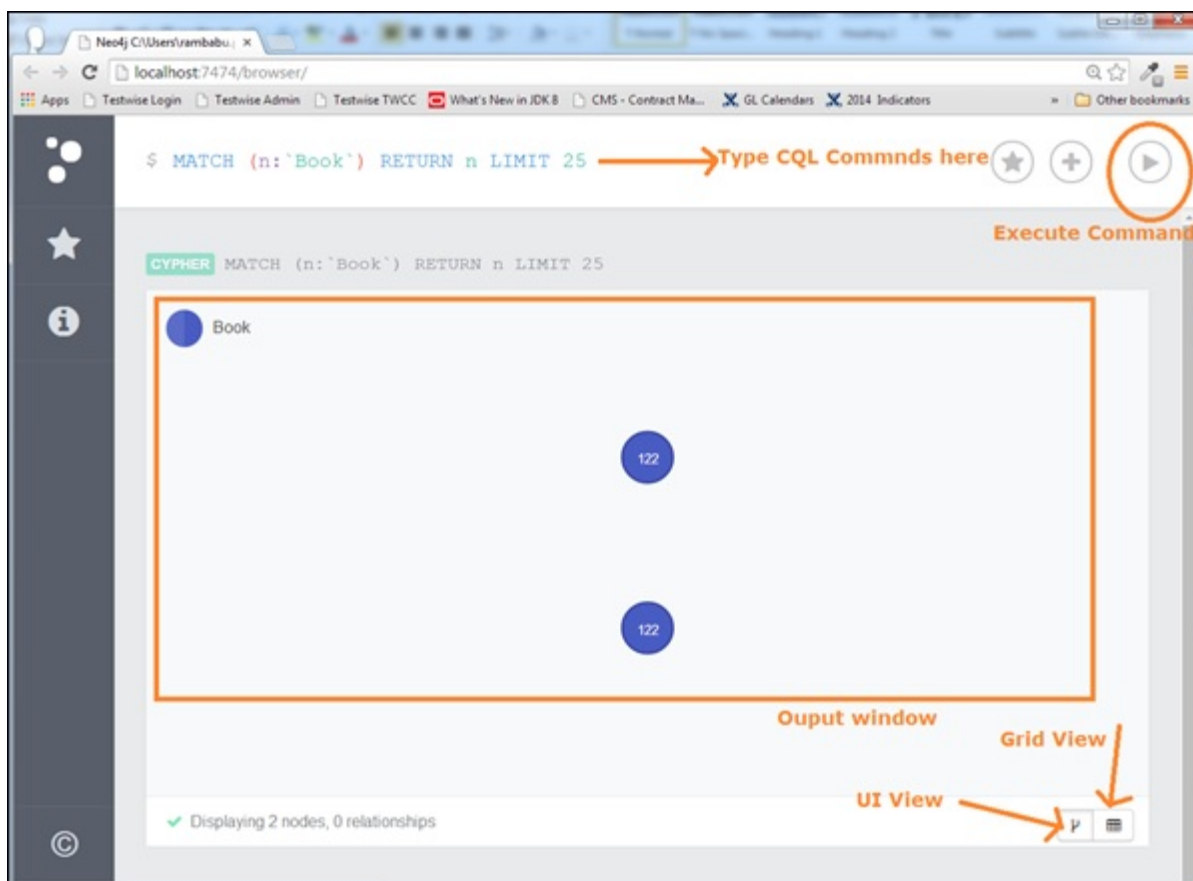 Neo4j C:\Users\rambabu
localhost:7474/browser/
Apps Testwise Login Testwise Admin Testwise TWCC What's New in JDK 8 CMS - Contract Ma... GL Calendars 2014 Indicators » Other bookmarks
$ MATCH (n:`Book`) RETURN n LIMIT 25
Type CQL Commnds here
Execute Command
CYPHER MATCH (n:`Book`) RETURN n LIMIT 25
Book
122
122
Ouput window
Grid View
UI View
Displaying 2 nodes, 0 relationships
©